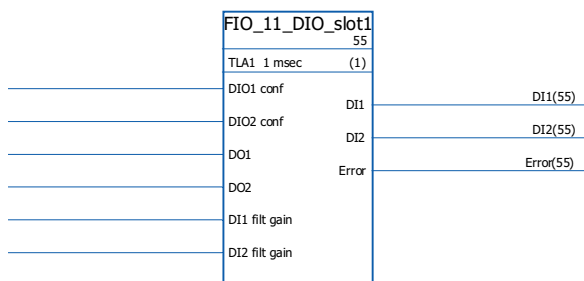 FIO_11_DIO_slot1
55
TLA1 1 msec (1)
DIO1 conf
DI1 DI1(55)
DIO2 conf
DI2 DI2(55)
DO1
Error Error(55)
DO2
DI1 filt gain
DI2 filt gain